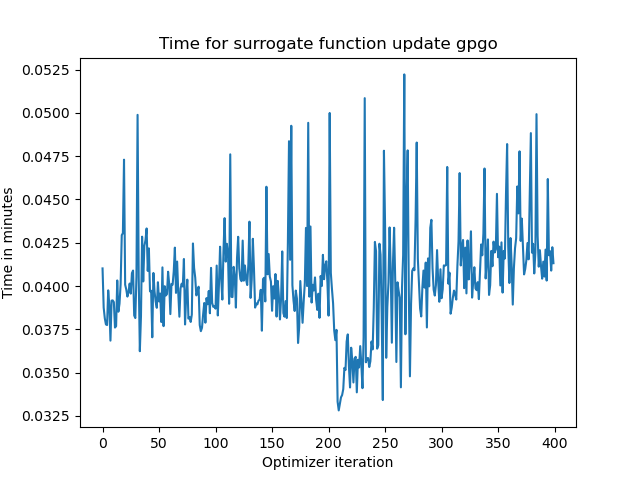 Time for surrogate function update gpgo
Time in minutes
0.0525
0.0500
0.0475
0.0450
0.0425
0.0400
0.0375
0.0350
0.0325
0 50 100 150 200 250 300 350 400
Optimizer iteration